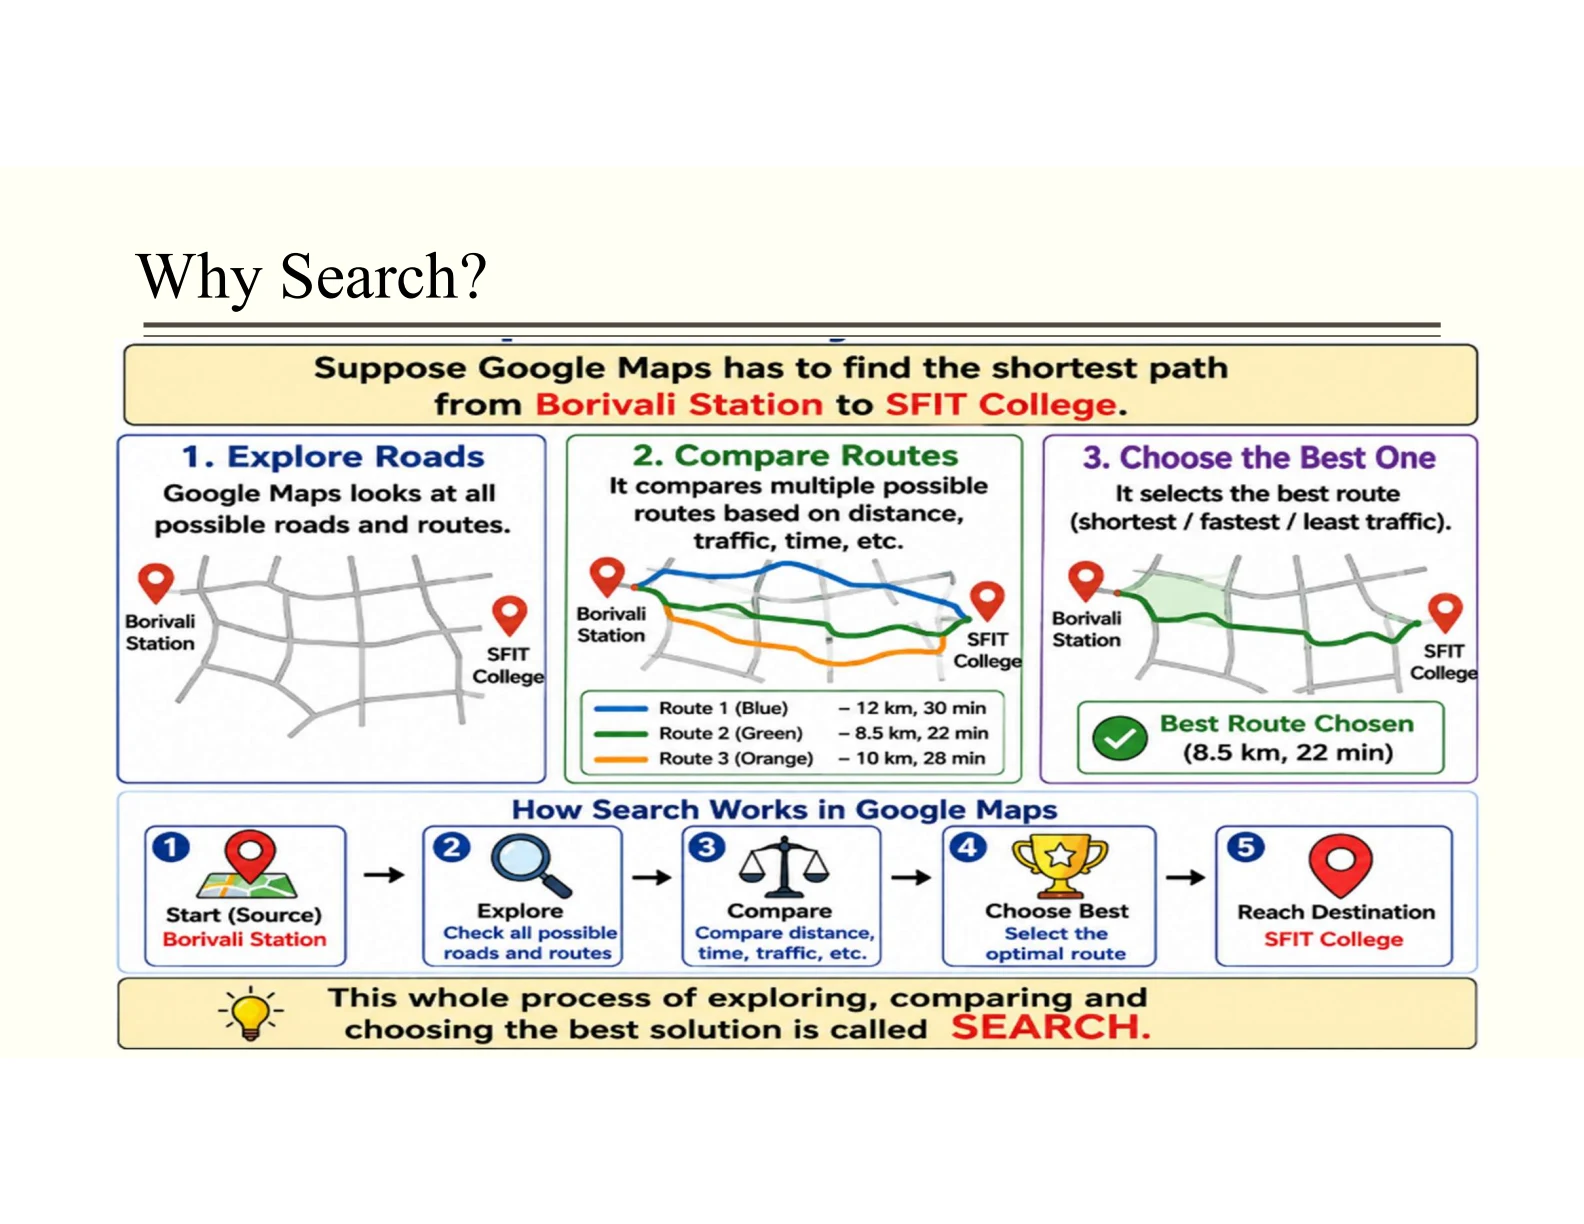 Why Search?
Suppose Google Maps has to find the shortest path
from Borivali Station to SFIT College.
1. Explore Roads
Google Maps looks at all
possible roads and routes.
Borivali
Station
SFIT
College
2. Compare Routes
It compares multiple possible
routes based on distance,
traffic, time, etc.
Borivali
Station
SFIT
College
Route 1 (Blue) – 12 km, 30 min
Route 2 (Green) – 8.5 km, 22 min
Route 3 (Orange) – 10 km, 28 min
3. Choose the Best One
It selects the best route
(shortest / fastest / least traffic).
Borivali
Station
SFIT
College
Best Route Chosen
(8.5 km, 22 min)
How Search Works in Google Maps
1
Start (Source)
Borivali Station
2
Explore
Check all possible
roads and routes
3
Compare
Compare distance,
time, traffic, etc.
4
Choose Best
Select the
optimal route
5
Reach Destination
SFIT College
This whole process of exploring, comparing and
choosing the best solution is called SEARCH.